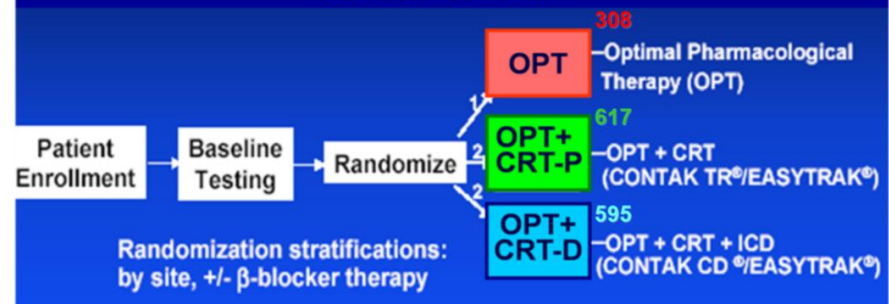 308
OPT
Optimal Pharmacological
Therapy (OPT)
1
Patient
Enrollment
Baseline
Testing
Randomize
2
617
OPT+
CRT-P
OPT + CRT
(CONTAK TR®/EASYTRAK®)
2
595
OPT+
CRT-D
OPT + CRT + ICD
(CONTAK CD ®/EASYTRAK®)
Randomization stratifications:
by site, +/- β-blocker therapy